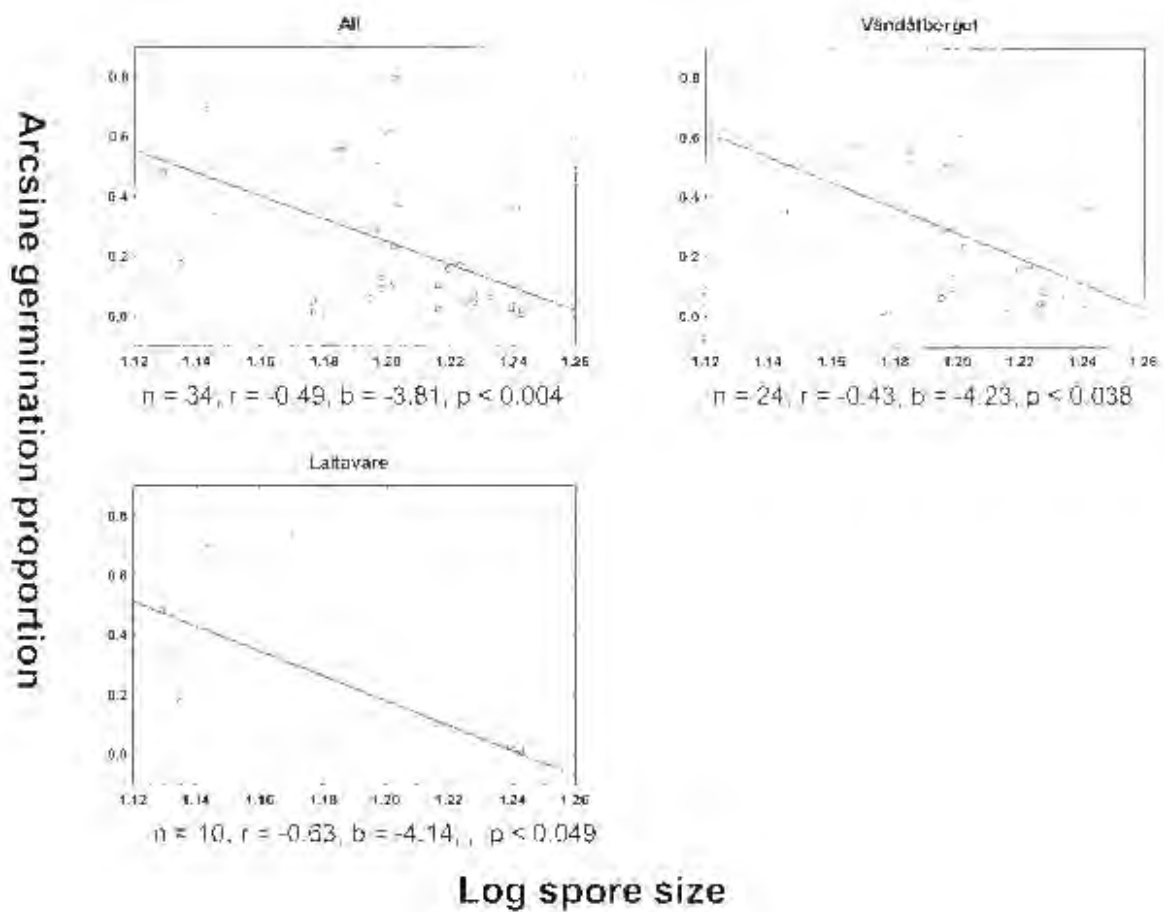 All
0.8
0.6
0.4
0.2
0.0
1.12 1.14 1.16 1.18 1.20 1.22 1.24 1.26
n = 34, r = -0.49, b = -3.81, p < 0.004
Vändåtberget
0.8
0.6
0.4
0.2
0.0
1.12 1.14 1.16 1.18 1.20 1.22 1.24 1.26
n = 24, r = -0.43, b = -4.23, p < 0.038
Arcsine germination proportion
Lattavare
0.8
0.6
0.4
0.2
0.0
1.12 1.14 1.16 1.18 1.20 1.22 1.24 1.26
n = 10, r = -0.63, b = -4.14, , p < 0.049
Log spore size